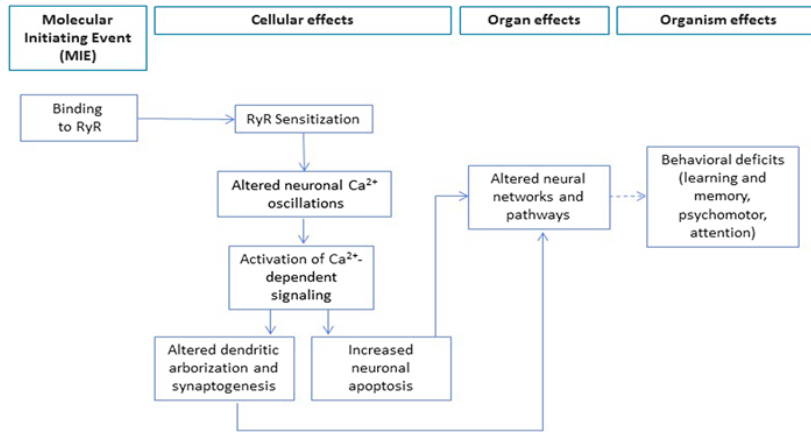 Molecular
Initiating Event
(MIE)
Cellular effects
Organ effects
Organism effects
Binding
to RyR
RyR Sensitization
Altered neuronal Ca²⁺
oscillations
Activation of Ca²⁺-
dependent
signaling
Altered dendritic
arborization and
synaptogenesis
Increased
neuronal
apoptosis
Altered neural
networks and
pathways
Behavioral deficits
(learning and
memory,
psychomotor,
attention)